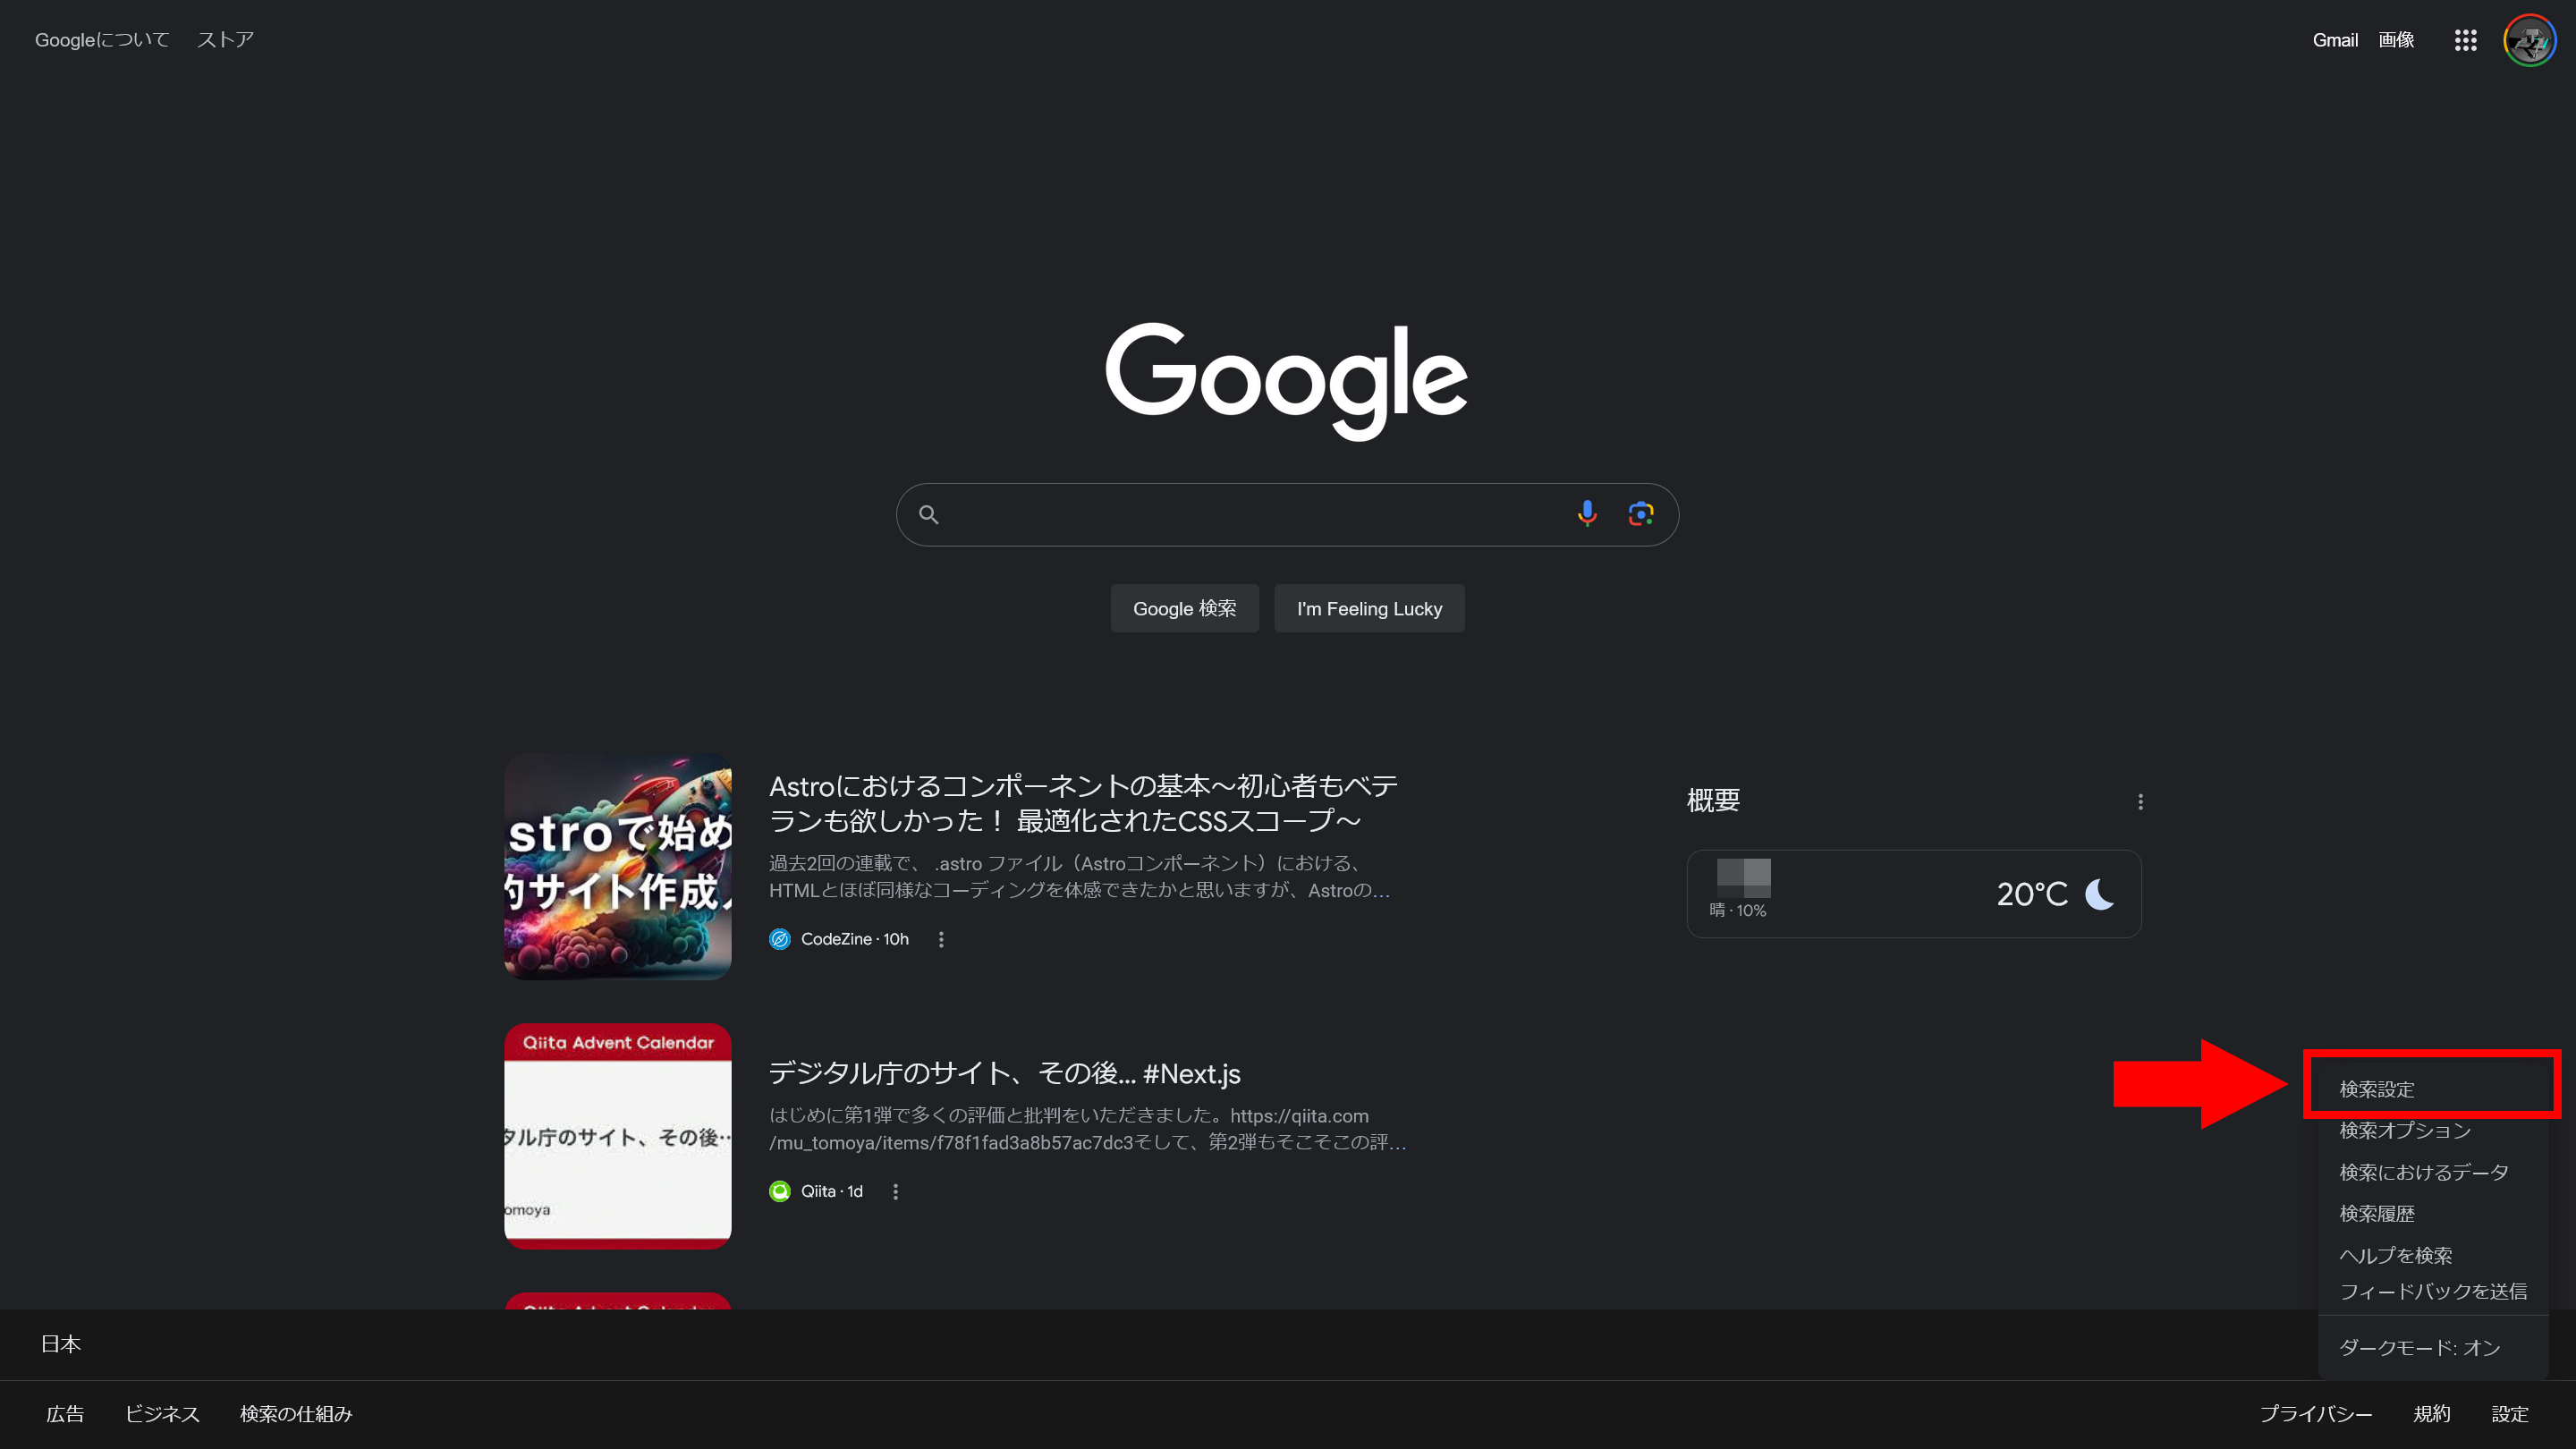 Googleについて ストア
Gmail 画像
Google
Google 検索 I'm Feeling Lucky
stroで始め
的サイト作成
Astroにおけるコンポーネントの基本～初心者もベテ
ランも欲しかった！ 最適化されたCSSスコープ～
過去2回の連載で、 .astro ファイル（Astroコンポーネント）における、
HTMLとほぼ同様なコーディングを体感できたかと思いますが、Astroの…
CodeZine · 10h
概要
晴 · 10%
20°C
Qiita Advent Calendar
タル庁のサイト、その後…
omoya
デジタル庁のサイト、その後... #Next.js
はじめに第1弾で多くの評価と批判をいただきました。https://qiita.com
/mu_tomoya/items/f78f1fad3a8b57ac7dc3そして、第2弾もそこそこの評…
Qiita · 1d
Qiita Advent Calendar
検索設定
検索オプション
検索におけるデータ
検索履歴
ヘルプを検索
フィードバックを送信
ダークモード: オン
日本
広告 ビジネス 検索の仕組み
プライバシー 規約 設定